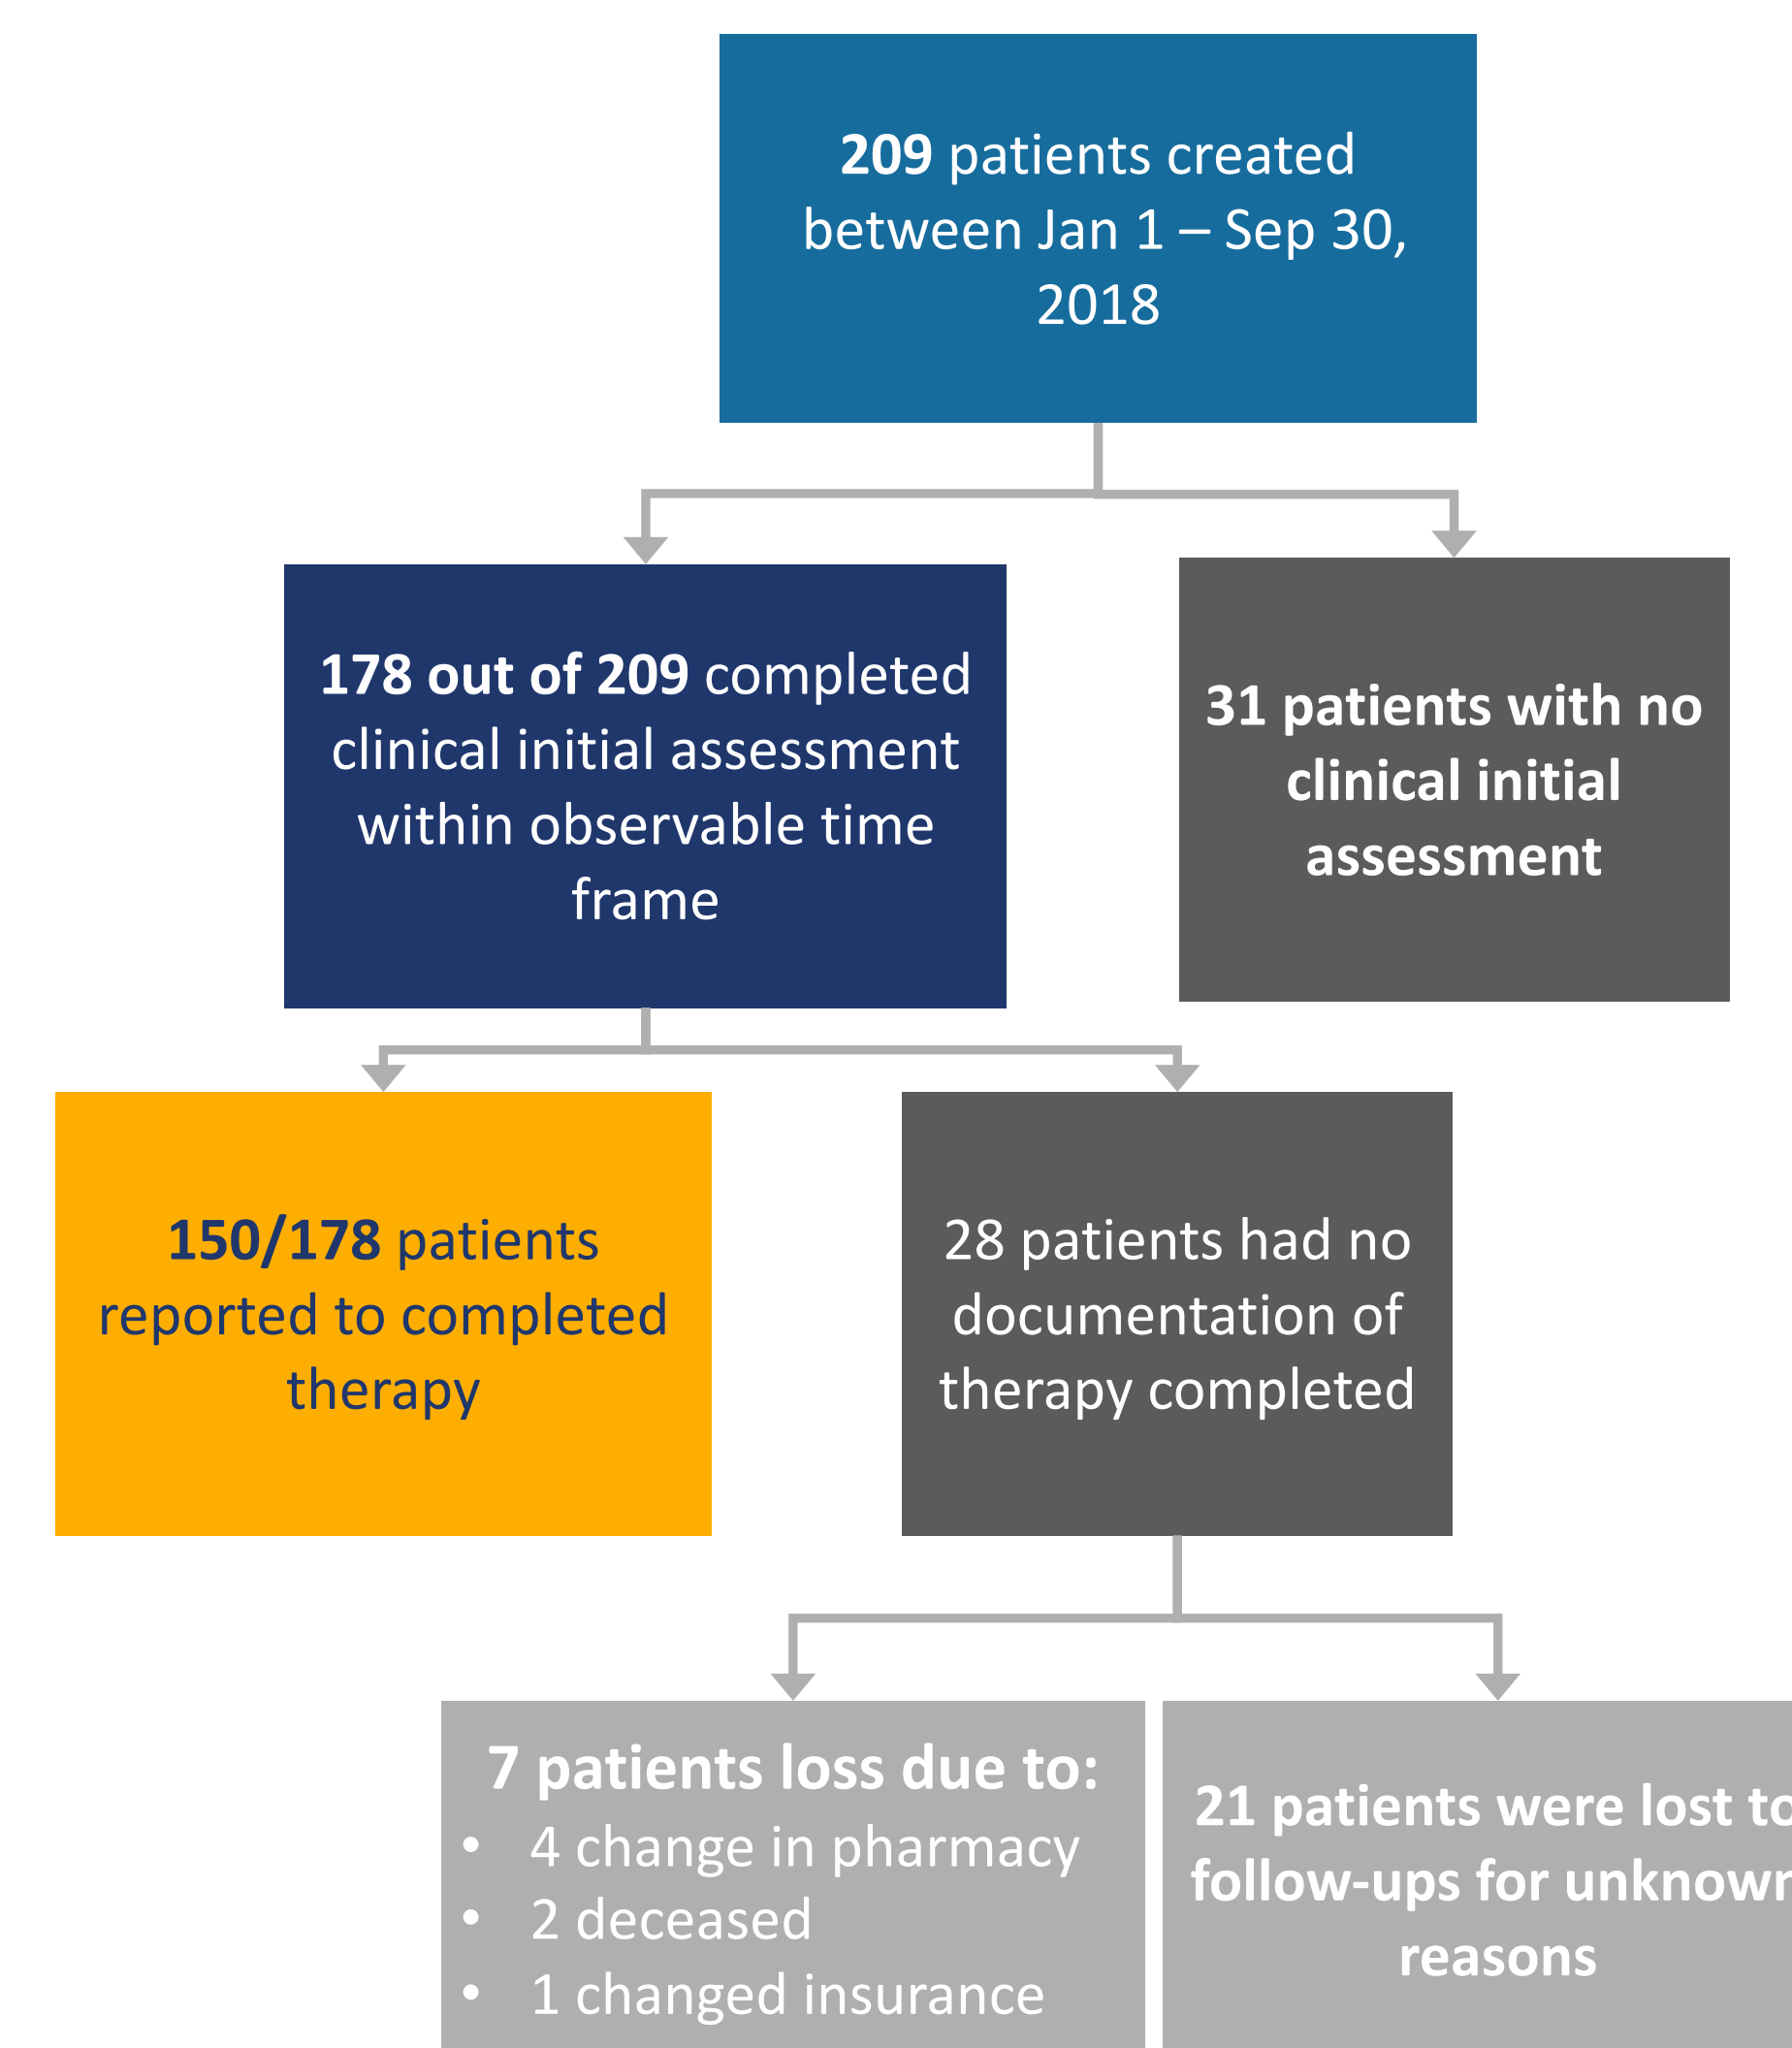 209 patients created
between Jan 1 – Sep 30,
2018
178 out of 209 completed
clinical initial assessment
within observable time
frame
31 patients with no
clinical initial
assessment
150/178 patients
reported to completed
therapy
28 patients had no
documentation of
therapy completed
7 patients loss due to:
• 4 change in pharmacy
• 2 deceased
• 1 changed insurance
21 patients were lost to
follow-ups for unknown
reasons